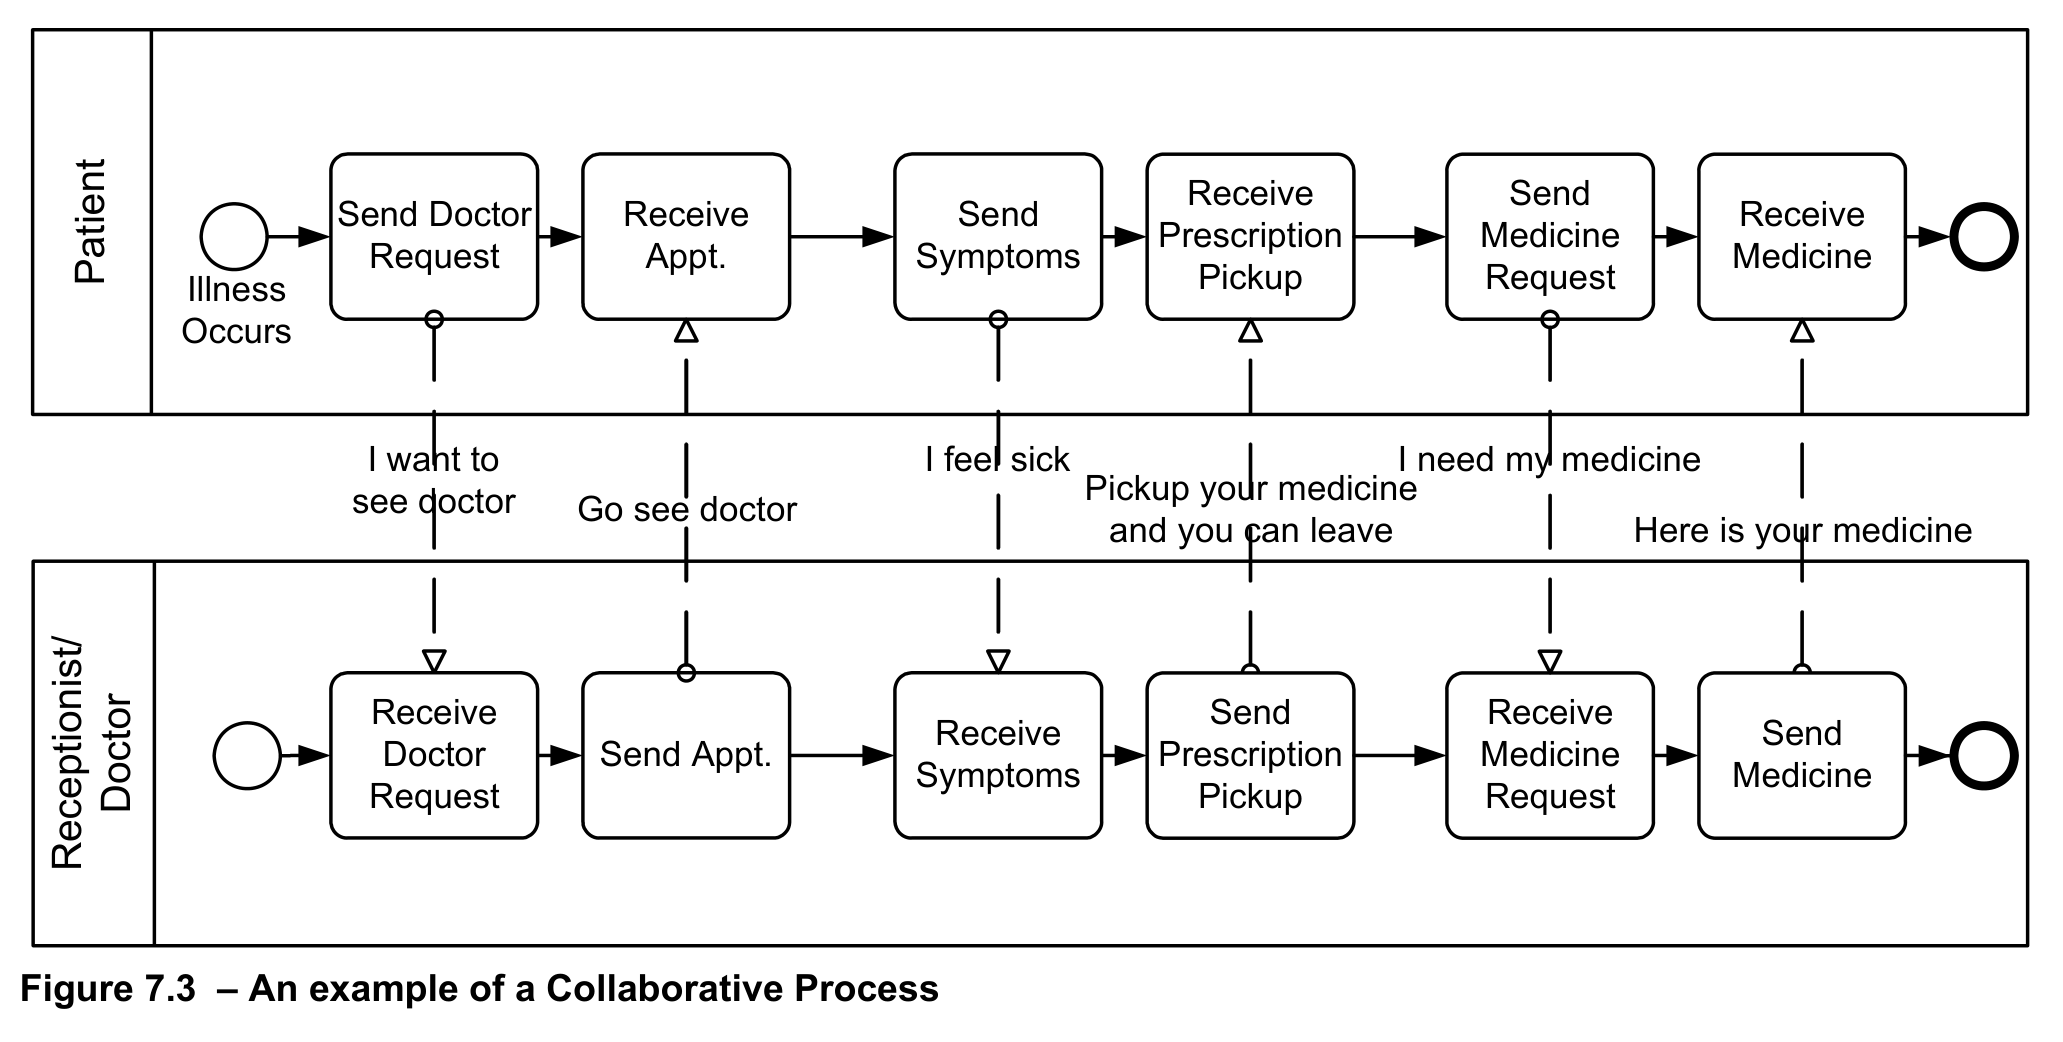 Patient
Illness
Occurs
Send Doctor
Request
Receive
Appt.
Send
Symptoms
Receive
Prescription
Pickup
Send
Medicine
Request
Receive
Medicine
I want to
see doctor
Go see doctor
I feel sick
Pickup your medicine
and you can leave
I need my medicine
Here is your medicine
Receptionist/
Doctor
Receive
Doctor
Request
Send Appt.
Receive
Symptoms
Send
Prescription
Pickup
Receive
Medicine
Request
Send
Medicine
Figure 7.3 – An example of a Collaborative Process